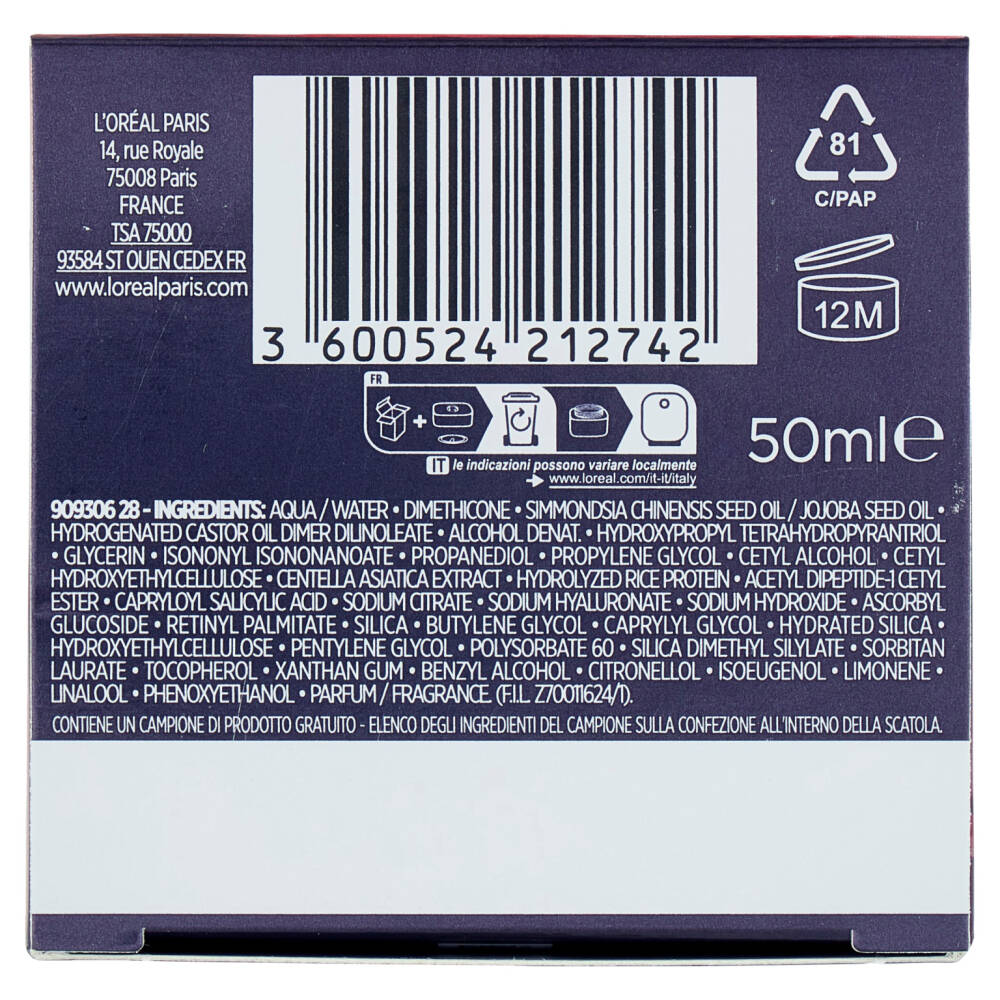 L'ORÉAL PARIS
14, rue Royale
75008 Paris
FRANCE
TSA 75000
93584 ST OUEN CEDEX FR
www.lorealparis.com
3 600524 212742
81
C/PAP
12M
FR
+
IT le indicazioni possono variare localmente
www.loreal.com/it-it/italy
50ml℮
909306 28 - INGREDIENTS: AQUA / WATER • DIMETHICONE • SIMMONDSIA CHINENSIS SEED OIL / JOJOBA SEED OIL •
HYDROGENATED CASTOR OIL DIMER DILINOLEATE • ALCOHOL DENAT. • HYDROXYPROPYL TETRAHYDROPYRANTRIOL
• GLYCERIN • ISONONYL ISONONANOATE • PROPANEDIOL • PROPYLENE GLYCOL • CETYL ALCOHOL • CETYL
HYDROXYETHYLCELLULOSE • CENTELLA ASIATICA EXTRACT • HYDROLYZED RICE PROTEIN • ACETYL DIPEPTIDE-1 CETYL
ESTER • CAPRYLOYL SALICYLIC ACID • SODIUM CITRATE • SODIUM HYALURONATE • SODIUM HYDROXIDE • ASCORBYL
GLUCOSIDE • RETINYL PALMITATE • SILICA • BUTYLENE GLYCOL • CAPRYLYL GLYCOL • HYDRATED SILICA •
HYDROXYETHYLCELLULOSE • PENTYLENE GLYCOL • POLYSORBATE 60 • SILICA DIMETHYL SILYLATE • SORBITAN
LAURATE • TOCOPHEROL • XANTHAN GUM • BENZYL ALCOHOL • CITRONELLOL • ISOEUGENOL • LIMONENE •
LINALOOL • PHENOXYETHANOL • PARFUM / FRAGRANCE. (F.I.L. Z70011624/1).
CONTIENE UN CAMPIONE DI PRODOTTO GRATUITO - ELENCO DEGLI INGREDIENTI DEL CAMPIONE SULLA CONFEZIONE ALL'INTERNO DELLA SCATOLA.